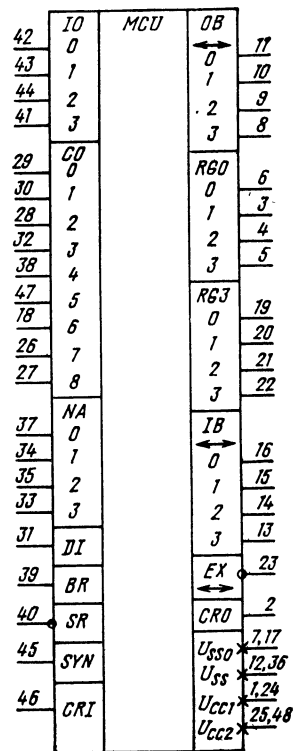 IO MCU OB
42 0 ↔
43 1 0 11
44 2 1 10
41 3 2 9
3 8
CO RG0
29 0 0 6
30 1 1 3
28 2 2 4
32 3 3 5
38 4
47 5 RG3
18 6 0 19
26 7 1 20
27 8 2 21
3 22
NA IB
37 0 ↔
34 1 0 16
35 2 1 15
33 3 2 14
3 13
31 DI
39 BR EX 23
↔
40 SR CRO 2
45 SYN USS0 7,17
USS 12,36
46 CRI UCC1 1,24
UCC2 25,48